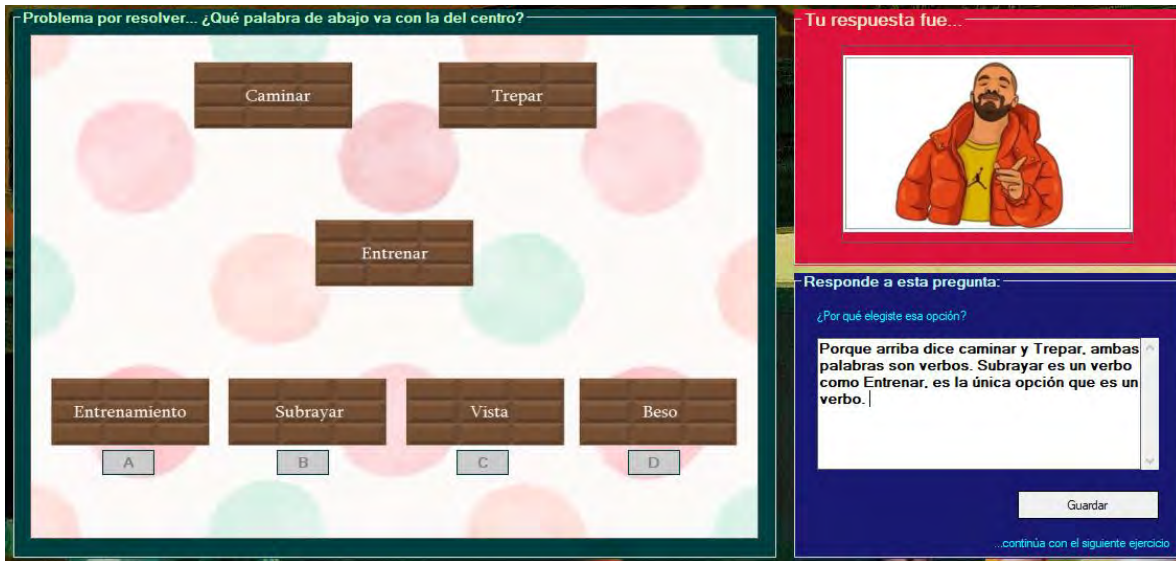 Problema por resolver... ¿Qué palabra de abajo va con la del centro?
Caminar
Trepar
Entrenar
Entrenamiento
Subrayar
Vista
Beso
A
B
C
D
Tu respuesta fue...
Responde a esta pregunta:
¿Por qué elegiste esa opción?
Porque arriba dice caminar y Trepar, ambas
palabras son verbos. Subrayar es un verbo
como Entrenar, es la única opción que es un
verbo.
Guardar
...continúa con el siguiente ejercicio